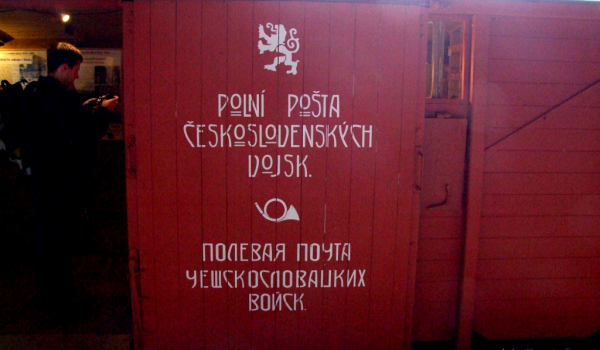 POLNÍ POŠTA
ČESKOSLOVENSKÝCH
VOJSK.
ПОЛЕВАЯ ПОЧТА
ЧЕШСКОСЛОВАЦКИХ
ВОЙСК.